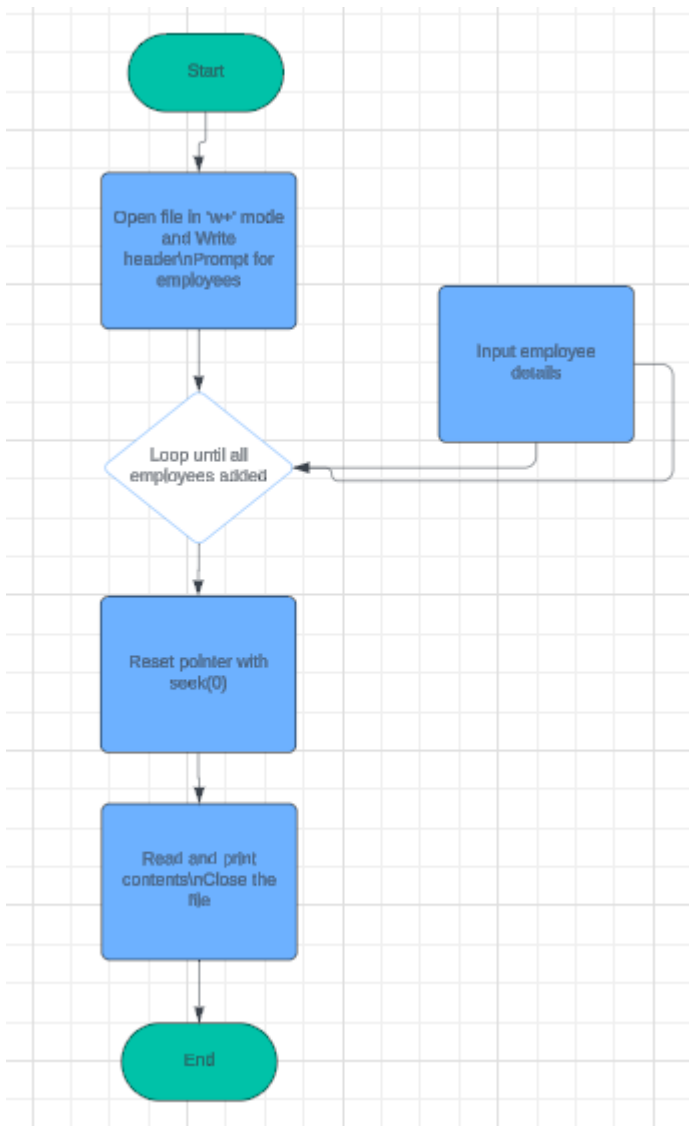 Start
Open file in 'w+' mode
and Write
header\nPrompt for
employees
Input employee
details
Loop until all
employees added
Reset pointer with
seek(0)
Read and print
contents\nClose the
file
End